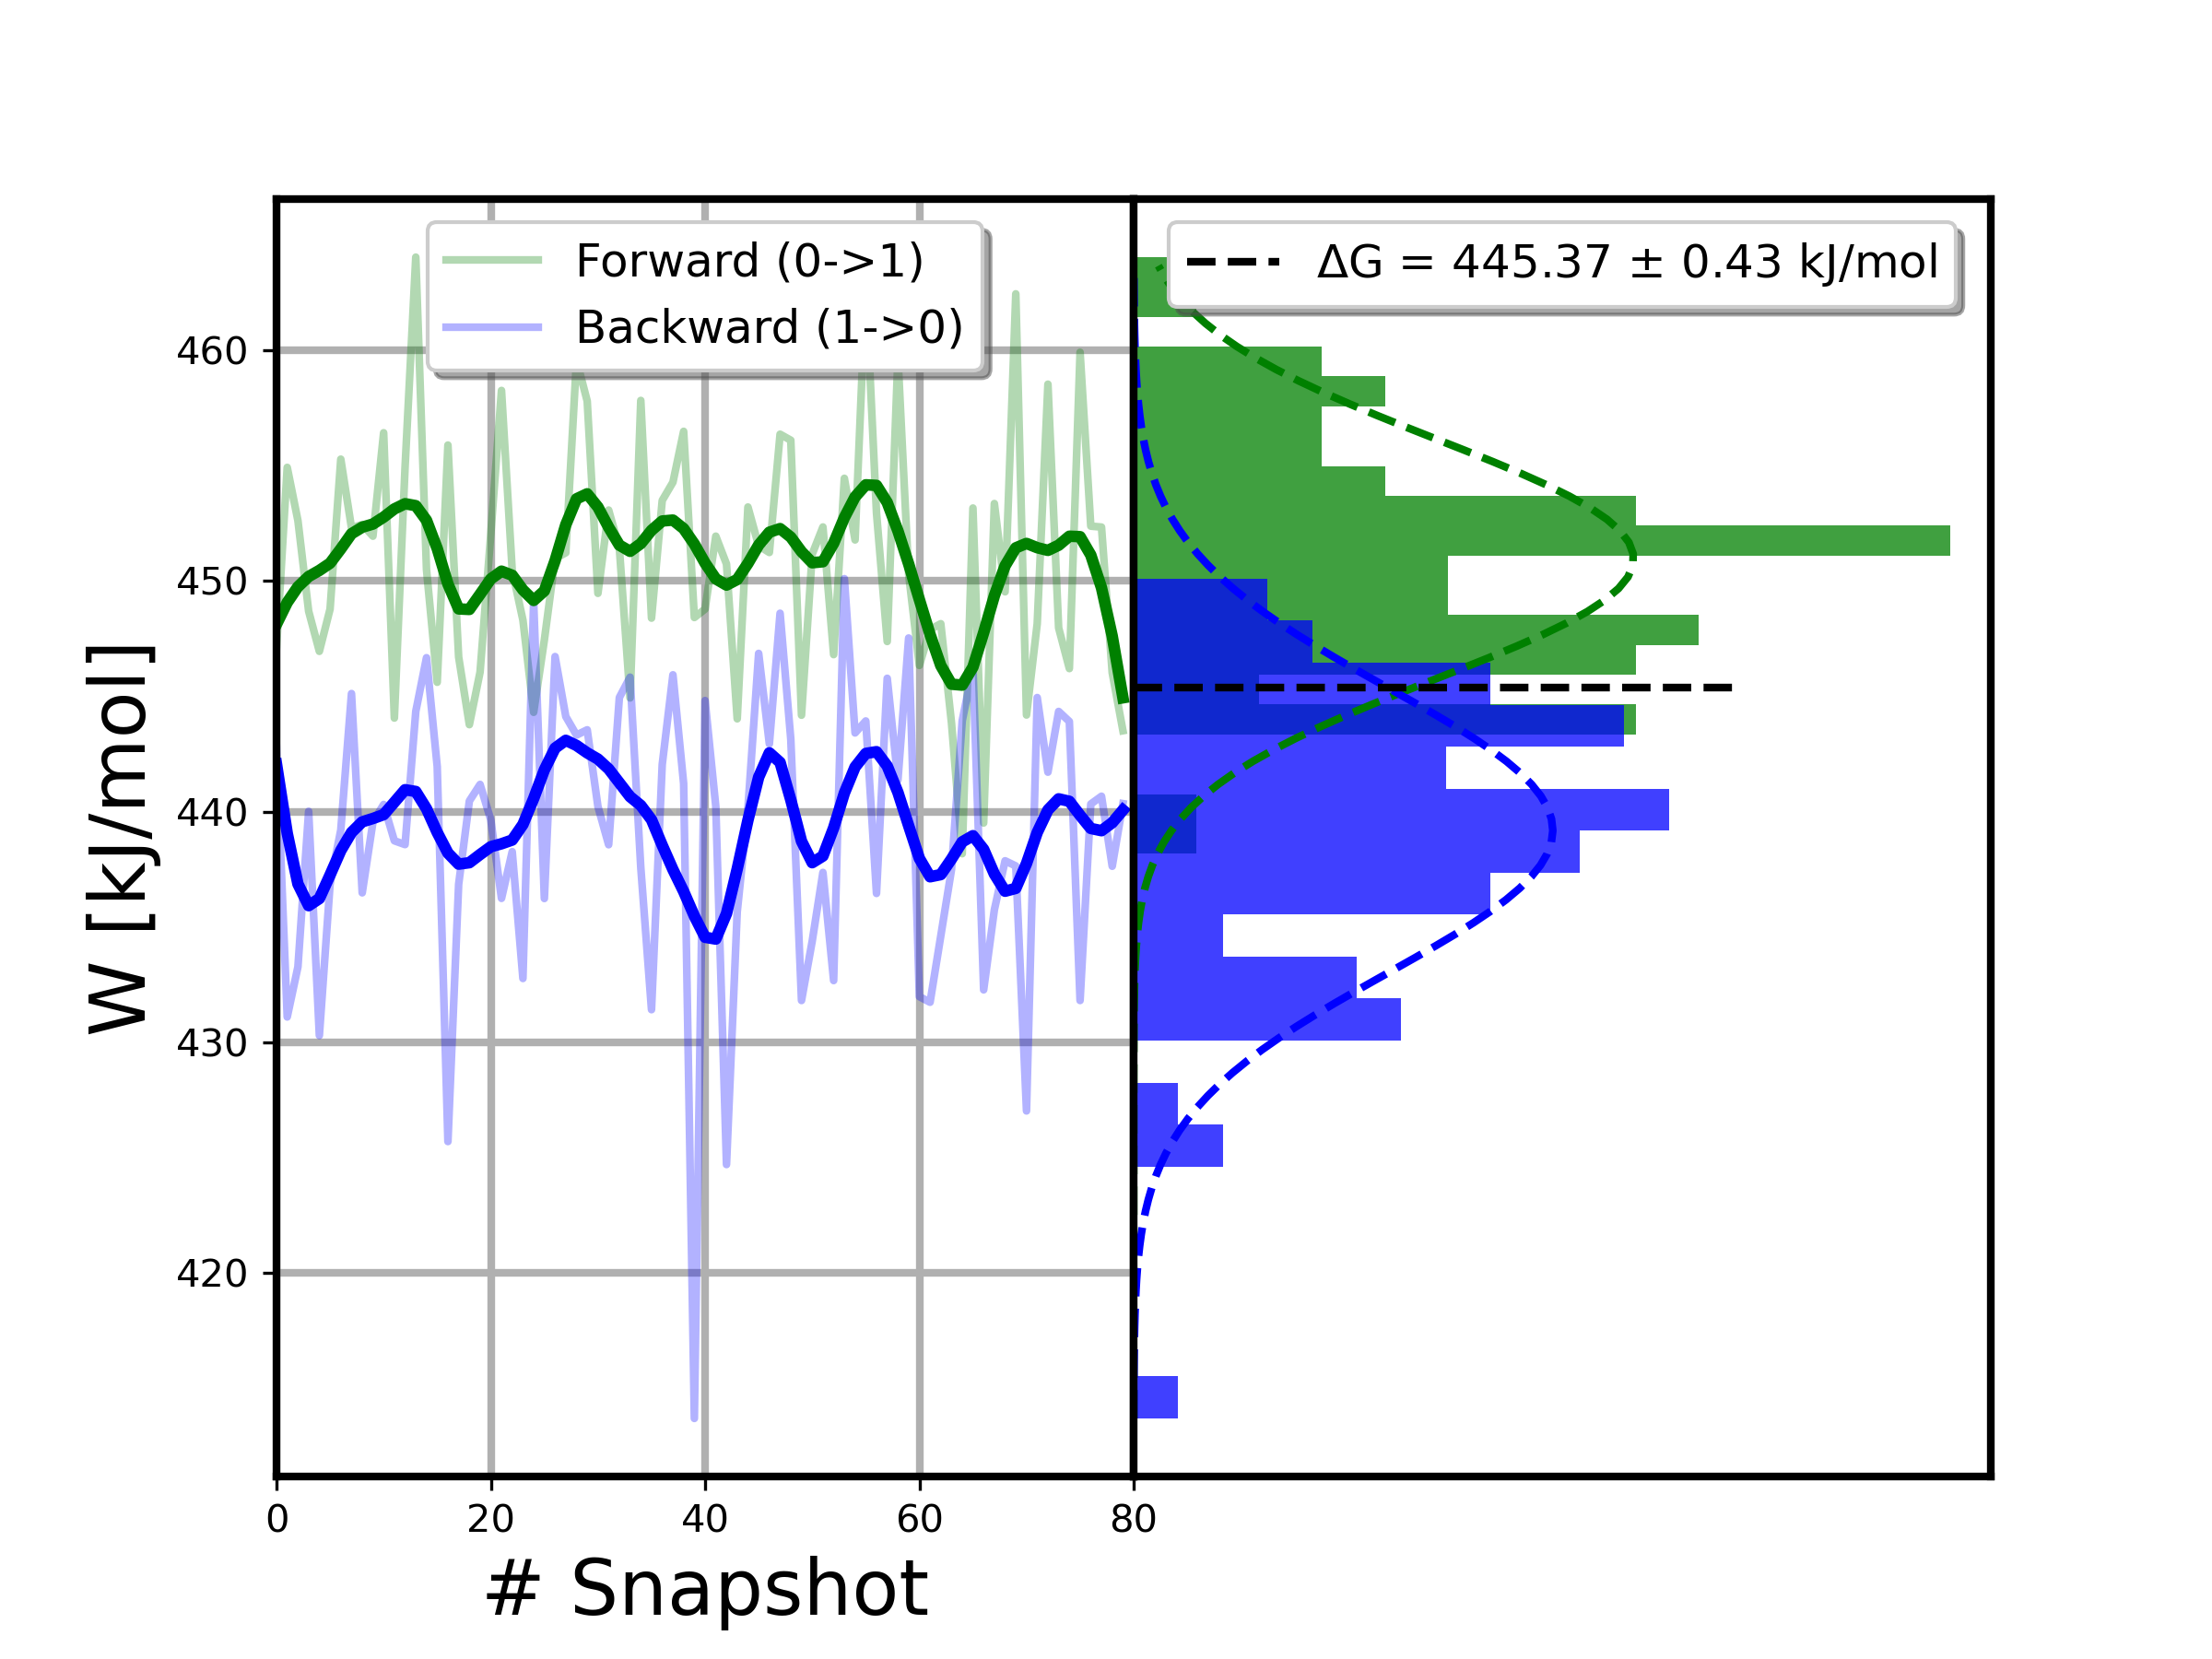 Forward (0->1)
Backward (1->0)
ΔG = 445.37 ± 0.43 kJ/mol
460
450
440
430
420
W [kJ/mol]
0 20 40 60 80
# Snapshot